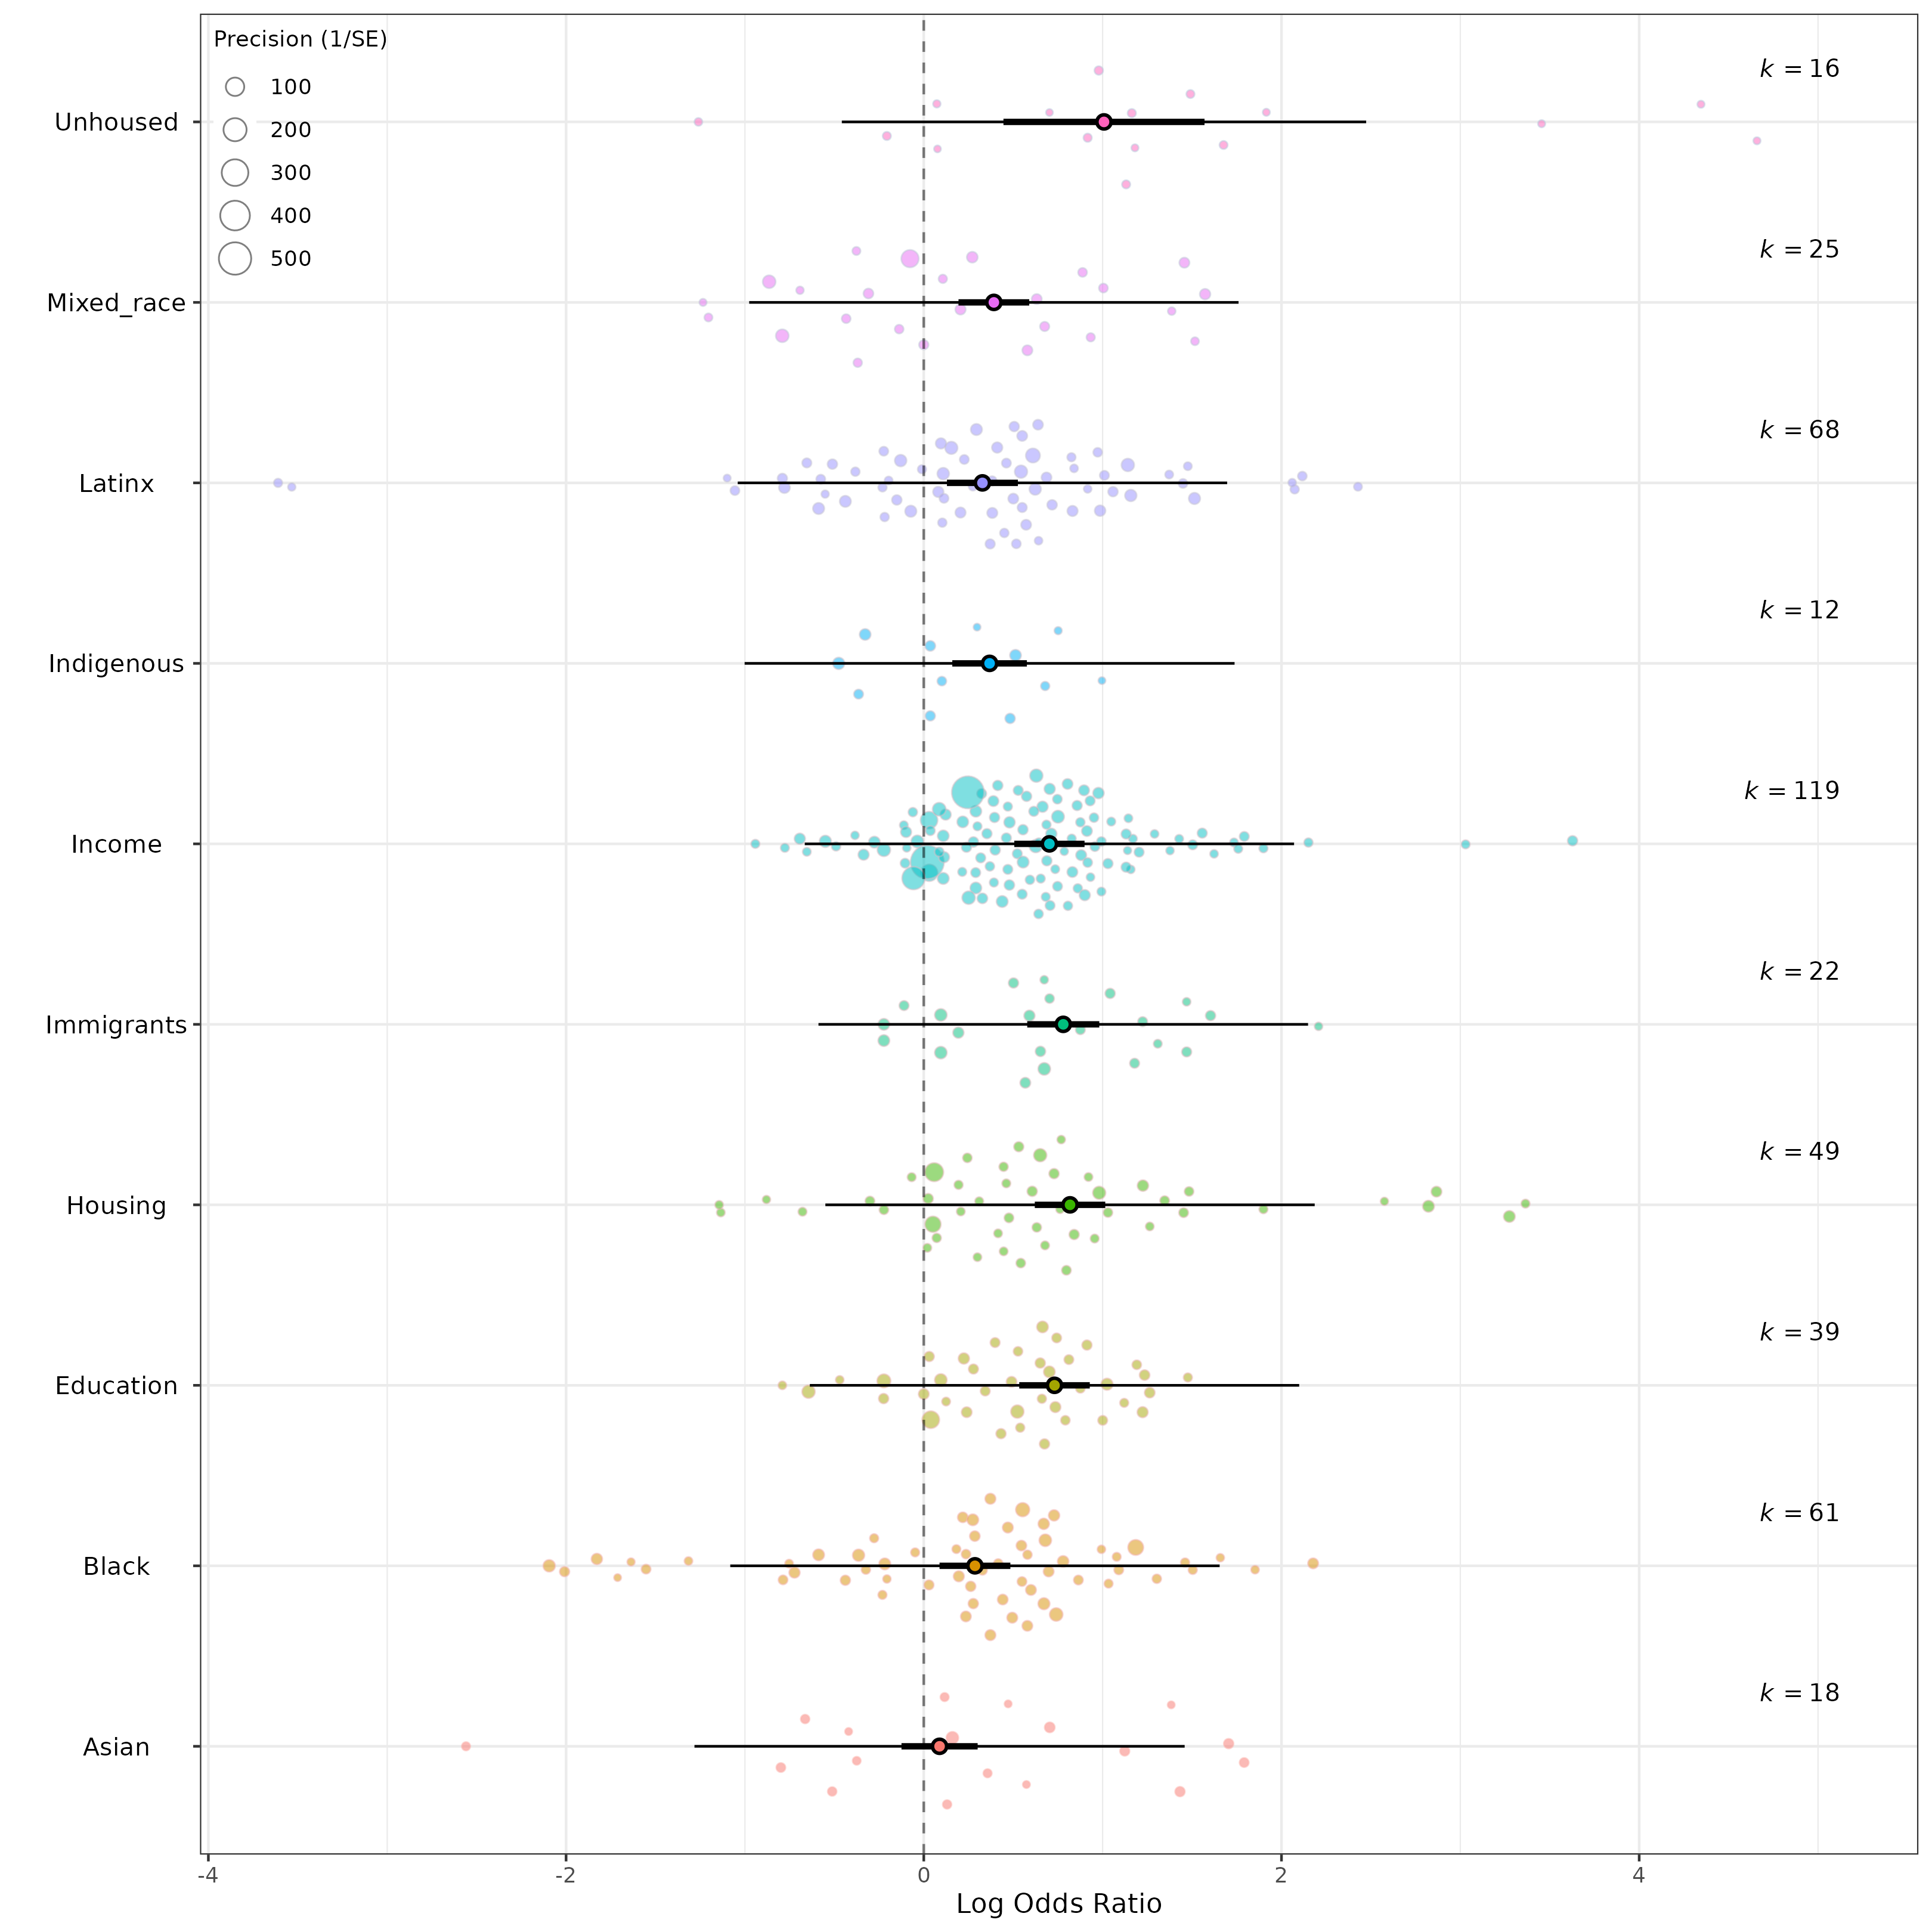 Precision (1/SE)
100
200
300
400
500
Unhoused
k = 16
Mixed_race
k = 25
Latinx
k = 68
Indigenous
k = 12
Income
k = 119
Immigrants
k = 22
Housing
k = 49
Education
k = 39
Black
k = 61
Asian
k = 18
-4 -2 0 2 4
Log Odds Ratio